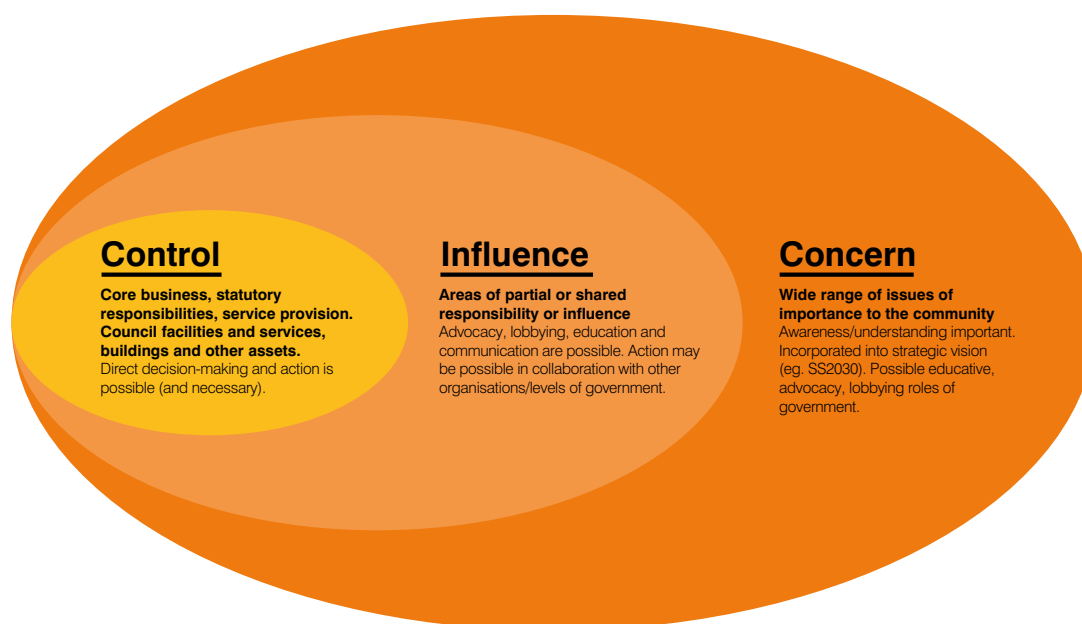 Control
Core business, statutory
responsibilities, service provision.
Council facilities and services,
buildings and other assets.
Direct decision-making and action is
possible (and necessary).
Influence
Areas of partial or shared
responsibility or influence
Advocacy, lobbying, education and
communication are possible. Action may
be possible in collaboration with other
organisations/levels of government.
Concern
Wide range of issues of
importance to the community
Awareness/understanding important.
Incorporated into strategic vision
(eg. SS2030). Possible educative,
advocacy, lobbying roles of
government.